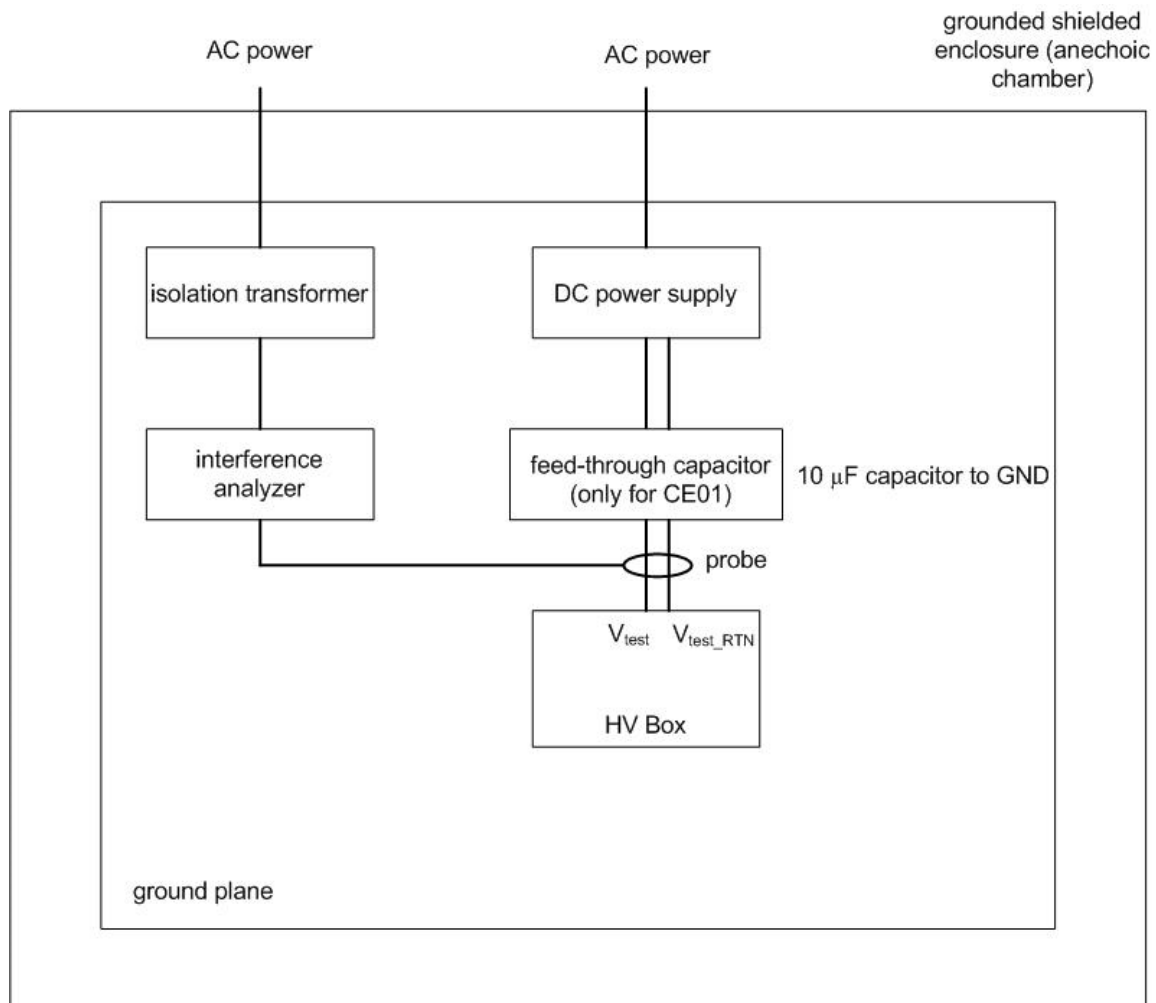 grounded shielded
enclosure (anechoic
chamber)
AC power
AC power
isolation transformer
DC power supply
interference
analyzer
feed-through capacitor
(only for CE01)
10 μF capacitor to GND
probe
Vtest
Vtest_RTN
HV Box
ground plane